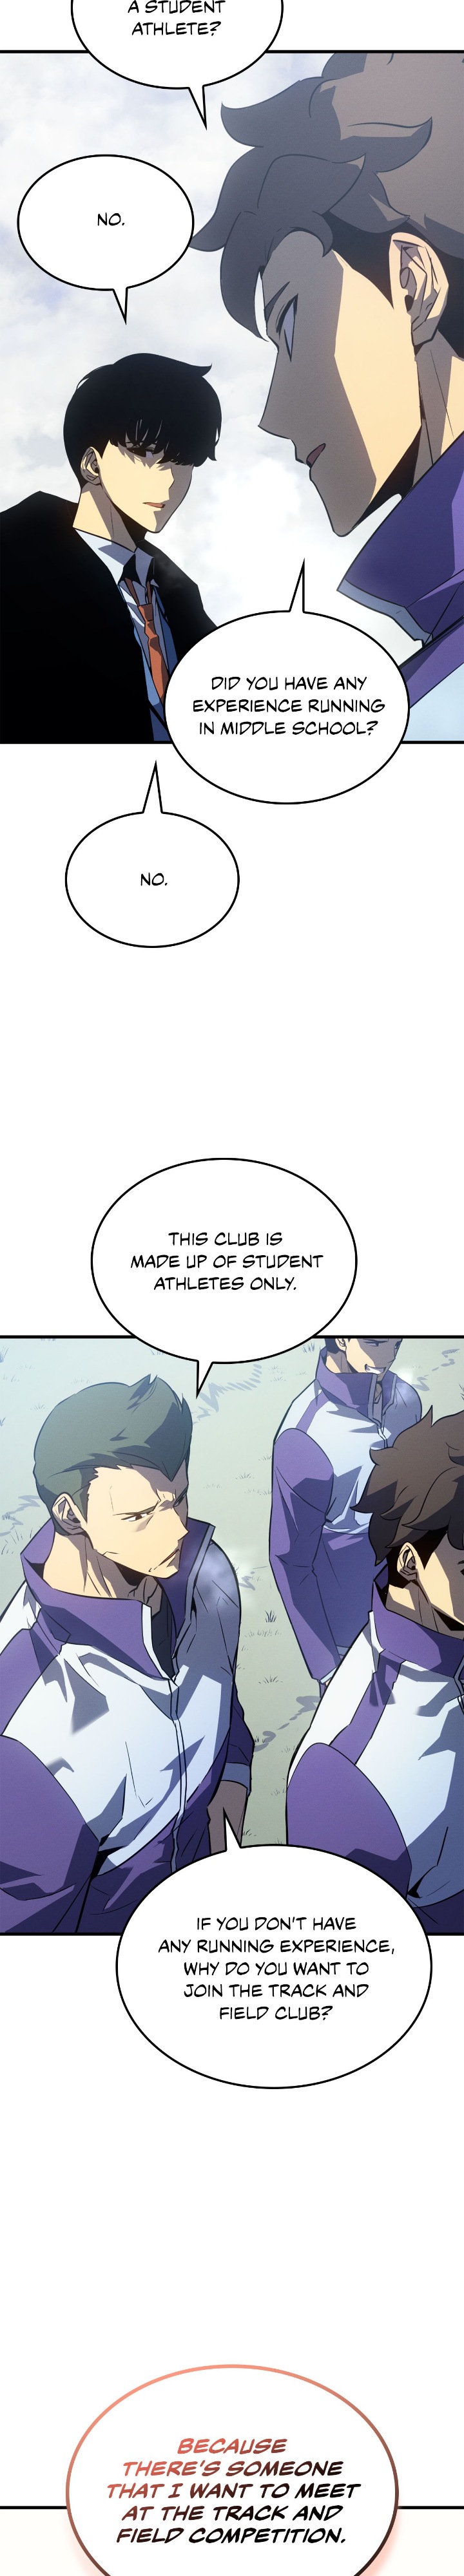 A STUDENT
ATHLETE?
NO.
DID YOU HAVE ANY
EXPERIENCE RUNNING
IN MIDDLE SCHOOL?
NO.
THIS CLUB IS
MADE UP OF STUDENT
ATHLETES ONLY.
IF YOU DON'T HAVE
ANY RUNNING EXPERIENCE,
WHY DO YOU WANT TO
JOIN THE TRACK AND
FIELD CLUB?
BECAUSE
THERE'S SOMEONE
THAT I WANT TO MEET
AT THE TRACK AND
FIELD COMPETITION.